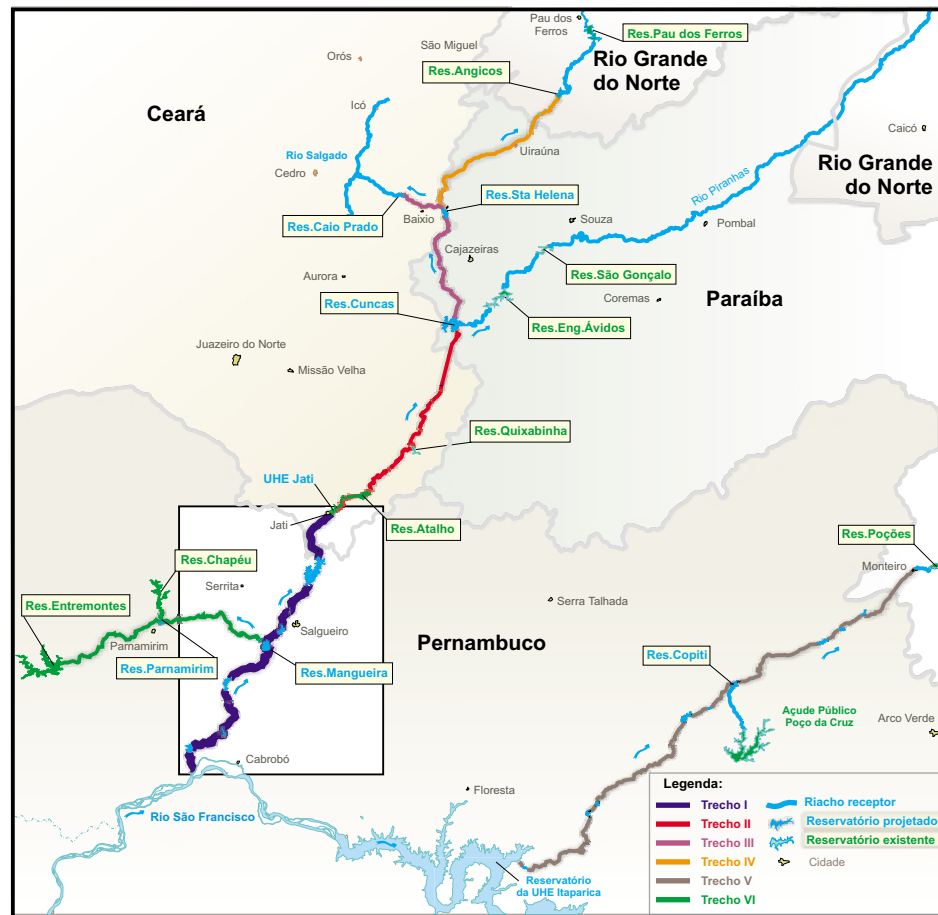 Pau dos
Ferros
Res.Pau dos Ferros
São Miguel
Orós
Rio Grande
do Norte
Res.Angicos
Ceará
Icó
Caicó
Uiraúna
Rio Salgado
Cedro
Rio Grande
do Norte
Rio Piranhas
Res.Sta Helena
Baixio
Res.Caio Prado
Souza
Pombal
Cajazeiras
Res.São Gonçalo
Aurora
Res.Cuncas
Coremas
Paraíba
Res.Eng.Ávidos
Juazeiro do Norte
Missão Velha
Res.Quixabinha
UHE Jati
Jati
Res.Atalho
Res.Poções
Res.Chapéu
Monteiro
Serrita
Res.Entremontes
Serra Talhada
Salgueiro
Parnamirim
Pernambuco
Res.Parnamirim
Res.Mangueira
Res.Copiti
Açude Público
Poço da Cruz
Arco Verde
Cabrobó
Floresta
Rio São Francisco
Reservatório
da UHE Itaparica
Legenda:
Trecho I
Trecho II
Trecho III
Trecho IV
Trecho V
Trecho VI
Riacho receptor
Reservatório projetado
Reservatório existente
Cidade